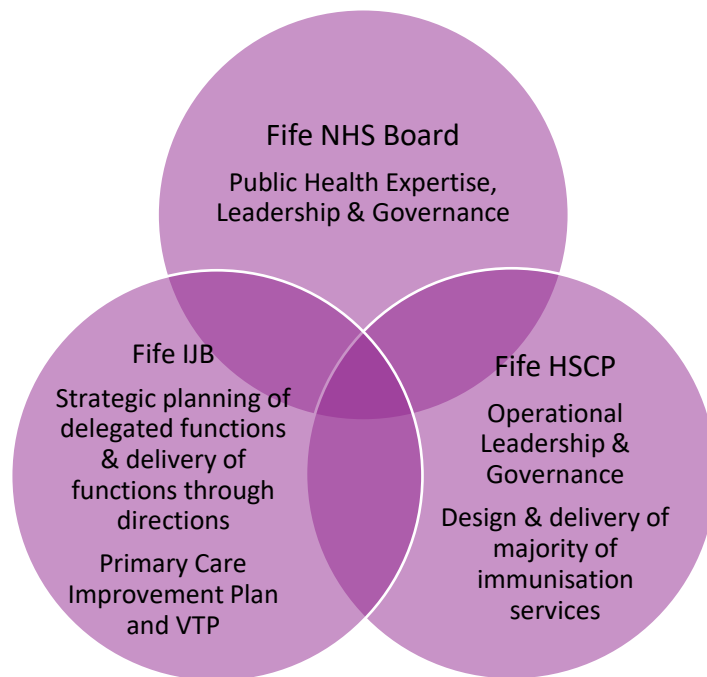 Fife NHS Board
Public Health Expertise,
Leadership & Governance
Fife IJB
Strategic planning of
delegated functions
& delivery of
functions through
directions
Primary Care
Improvement Plan
and VTP
Fife HSCP
Operational
Leadership &
Governance
Design & delivery of
majority of
immunisation
services